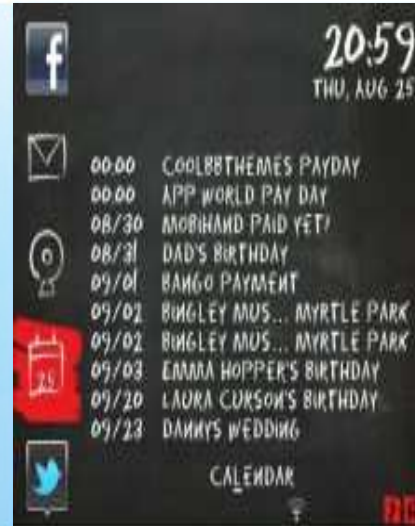 20:59
THU, AUG 25
00:00 COOLBBTHEMES PAYDAY
00:00 APP WORLD PAY DAY
08/30 MOBIHAND PAID YET?
08/31 DAD'S BIRTHDAY
09/01 BANGO PAYMENT
09/02 BINGLEY MUS... MYRTLE PARK
09/02 BINGLEY MUS... MYRTLE PARK
09/03 EMMA HOPPER'S BIRTHDAY
09/20 LAURA CURSON'S BIRTHDAY
09/23 DANNYS WEDDING
25
CALENDAR